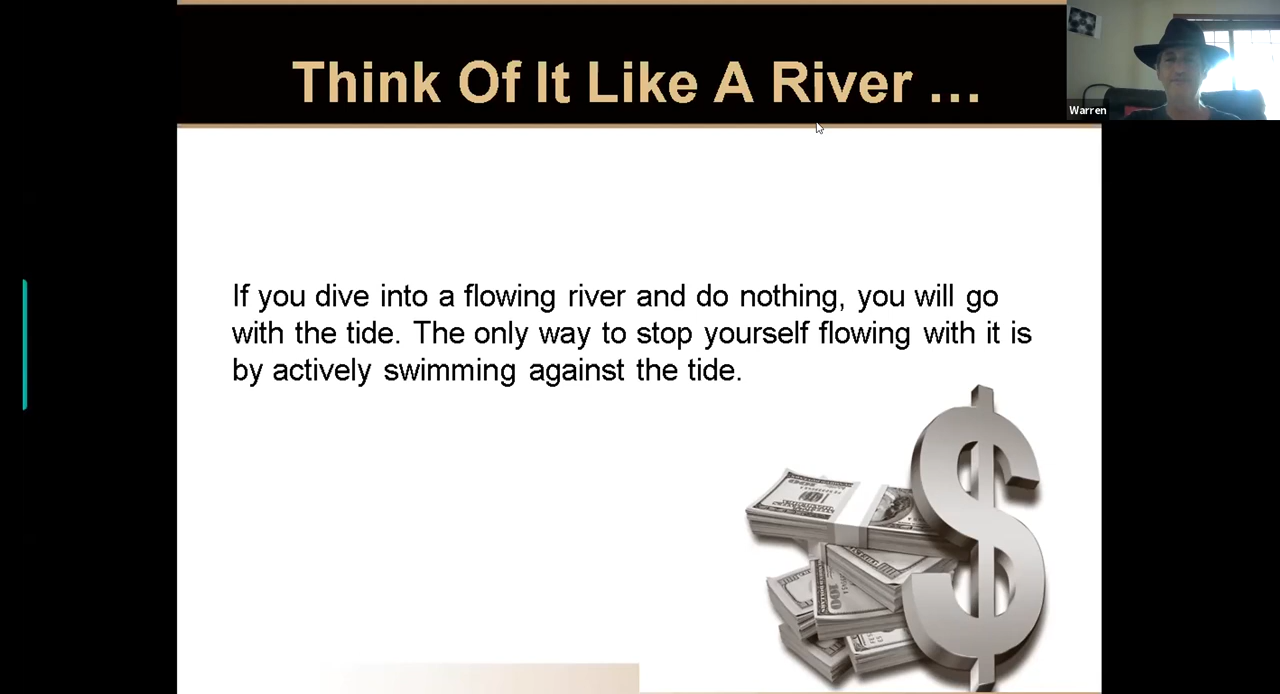 Think Of It Like A River ...
Warren
If you dive into a flowing river and do nothing, you will go
with the tide. The only way to stop yourself flowing with it is
by actively swimming against the tide.
$
100